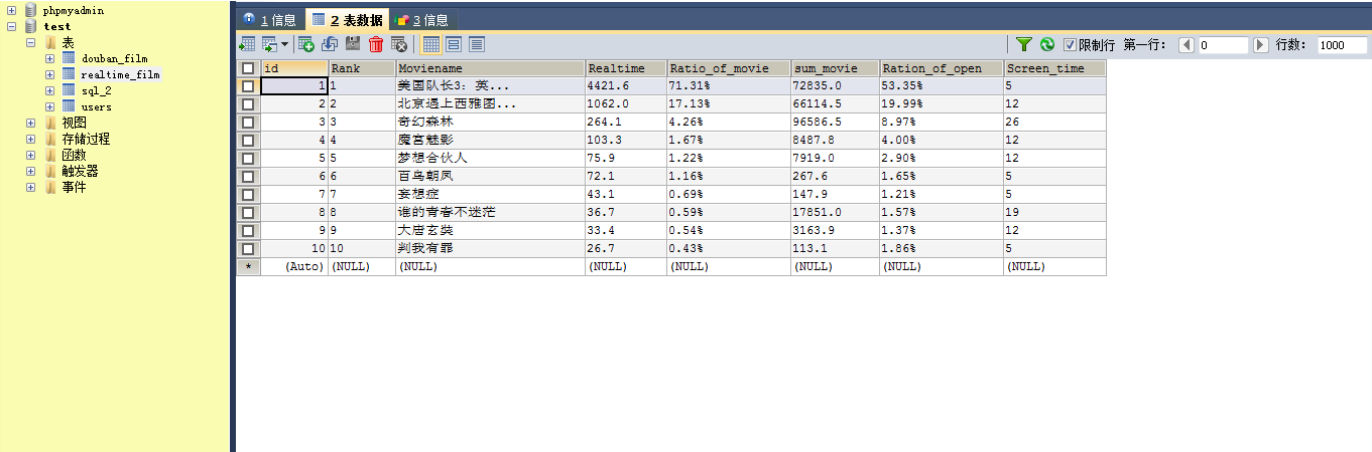 phpmyadmin
test
表
douban_film
realtime_film
sql_2
users
视图
存储过程
函数
触发器
事件
1 信息 2 表数据 3 信息
限制行 第一行: 0 行数: 1000
id Rank Moviename Realtime Ratio_of_movie sum_movie Ration_of_open Screen_time
1 1 美国队长3: 英... 4421.6 71.31% 72835.0 53.35% 5
2 2 北京遇上西雅图... 1062.0 17.13% 66114.5 19.99% 12
3 3 奇幻森林 264.1 4.26% 96586.5 8.97% 26
4 4 魔宫魅影 103.3 1.67% 8487.8 4.00% 12
5 5 梦想合伙人 75.9 1.22% 7919.0 2.90% 12
6 6 百鸟朝凤 72.1 1.16% 267.6 1.65% 5
7 7 妄想症 43.1 0.69% 147.9 1.21% 5
8 8 谁的青春不迷茫 36.7 0.59% 17851.0 1.57% 19
9 9 大唐玄奘 33.4 0.54% 3163.9 1.37% 12
10 10 判我有罪 26.7 0.43% 113.1 1.86% 5
* (Auto) (NULL) (NULL) (NULL) (NULL) (NULL) (NULL) (NULL)